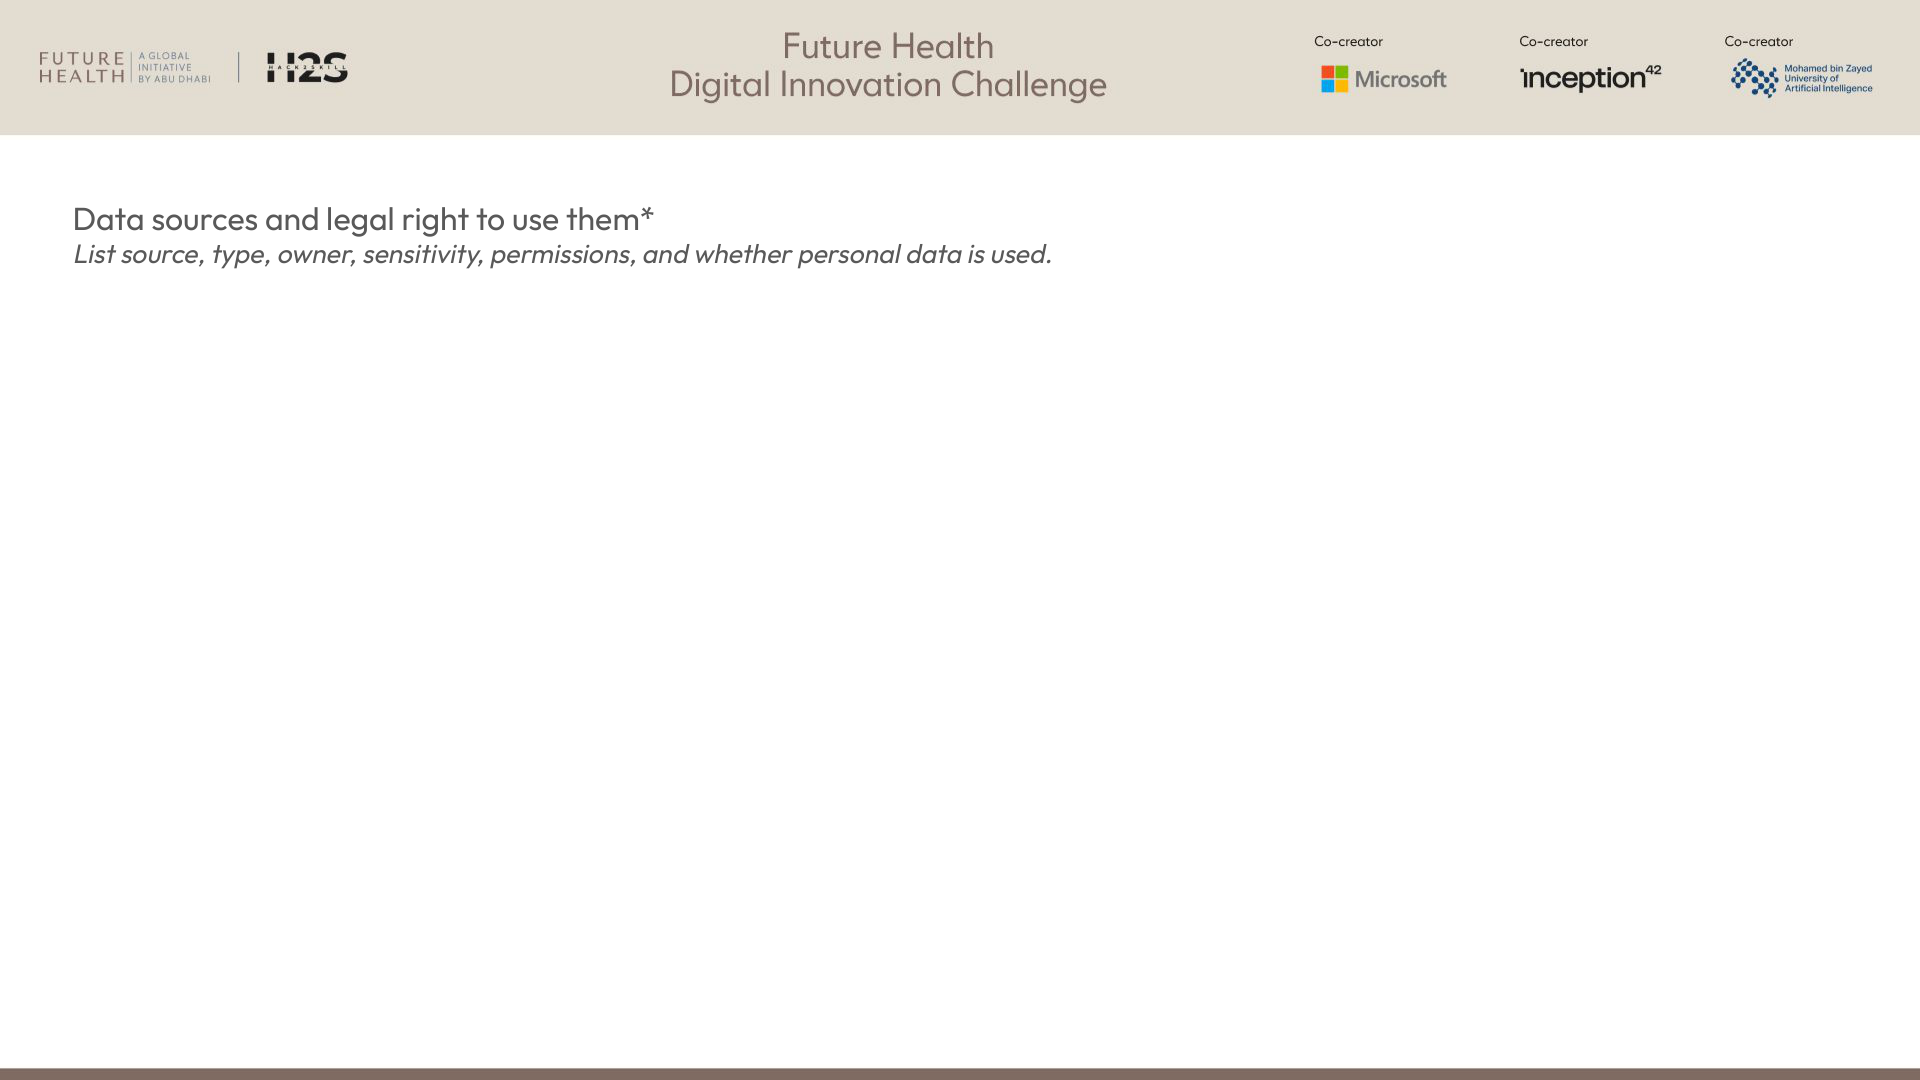 FUTURE HEALTH
A GLOBAL INITIATIVE BY ABU DHABI
H2S
HACK2SKILL
Future Health
Digital Innovation Challenge
Co-creator
Microsoft
Co-creator
inception42
Co-creator
Mohamed bin Zayed
University of
Artificial Intelligence
Data sources and legal right to use them*
List source, type, owner, sensitivity, permissions, and whether personal data is used.